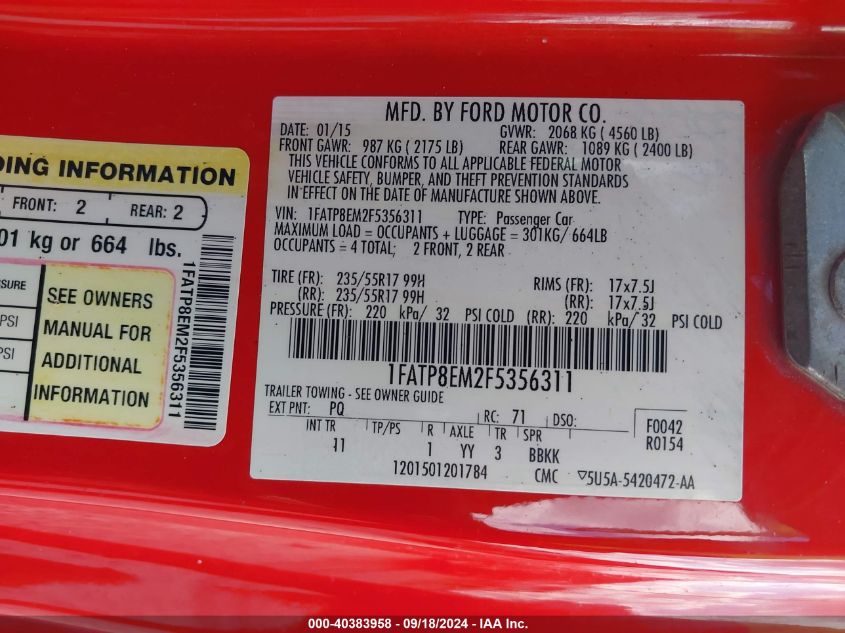 DING INFORMATION
FRONT: 2 REAR: 2
01 kg or 664 lbs.
SSURE
SEE OWNERS
PSI
MANUAL FOR
PSI
ADDITIONAL
INFORMATION
1FATP8EM2F5356311
MFD. BY FORD MOTOR CO.
DATE: 01/15 GVWR: 2068 KG ( 4560 LB)
FRONT GAWR: 987 KG ( 2175 LB) REAR GAWR: 1089 KG ( 2400 LB)
THIS VEHICLE CONFORMS TO ALL APPLICABLE FEDERAL MOTOR
VEHICLE SAFETY, BUMPER, AND THEFT PREVENTION STANDARDS
IN EFFECT ON THE DATE OF MANUFACTURE SHOWN ABOVE.
VIN: 1FATP8EM2F5356311 TYPE: Passenger Car
MAXIMUM LOAD = OCCUPANTS + LUGGAGE = 301KG/ 664LB
OCCUPANTS = 4 TOTAL; 2 FRONT, 2 REAR
TIRE (FR): 235/55R17 99H RIMS (FR): 17x7.5J
(RR): 235/55R17 99H (RR): 17x7.5J
PRESSURE (FR): 220 kPa/ 32 PSI COLD (RR): 220 kPa/ 32 PSI COLD
1FATP8EM2F5356311
TRAILER TOWING - SEE OWNER GUIDE
EXT PNT: PQ RC: 71 DSO: F0042
INT TR TP/PS R AXLE TR SPR R0154
11 1 YY 3 BBKK
1201501201784 CMC ▽5U5A-5420472-AA
000-40383958 - 09/18/2024 - IAA Inc.